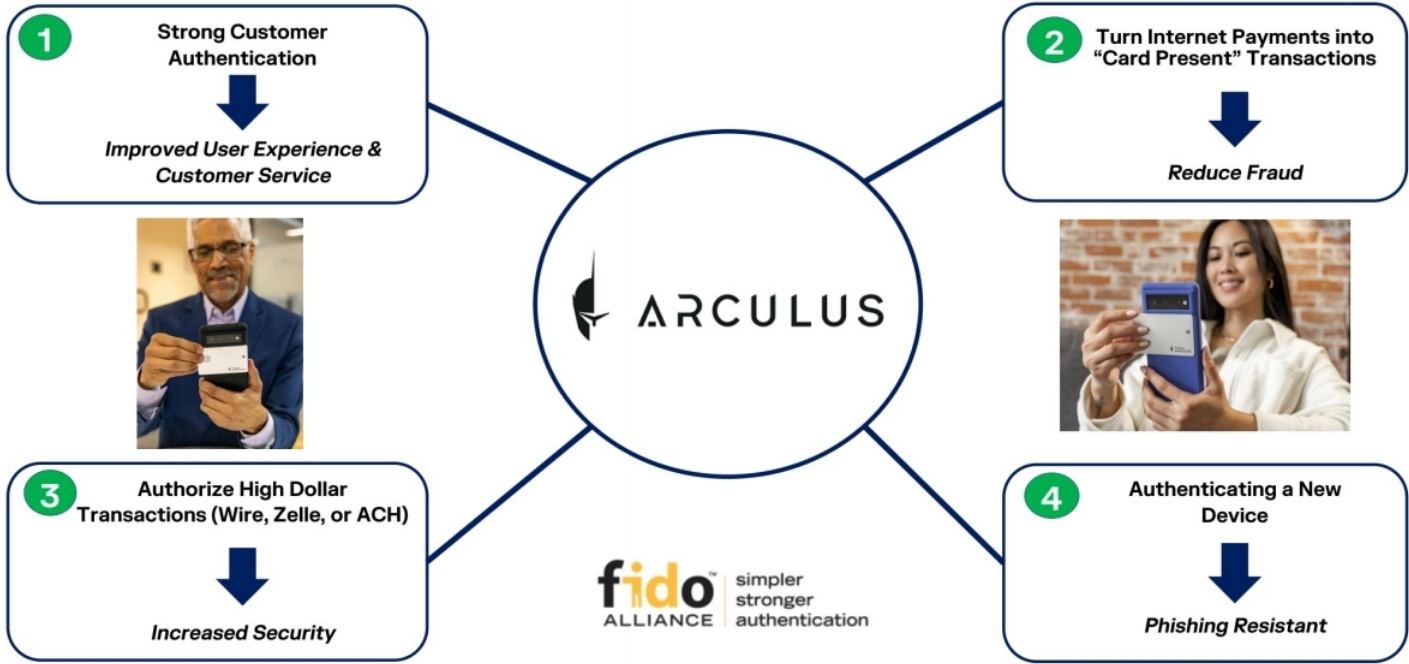 1
Strong Customer
Authentication
Improved User Experience &
Customer Service
2
Turn Internet Payments into
“Card Present” Transactions
Reduce Fraud
ARCULUS
3
Authorize High Dollar
Transactions (Wire, Zelle, or ACH)
Increased Security
fido™
ALLIANCE
simpler
stronger
authentication
4
Authenticating a New
Device
Phishing Resistant